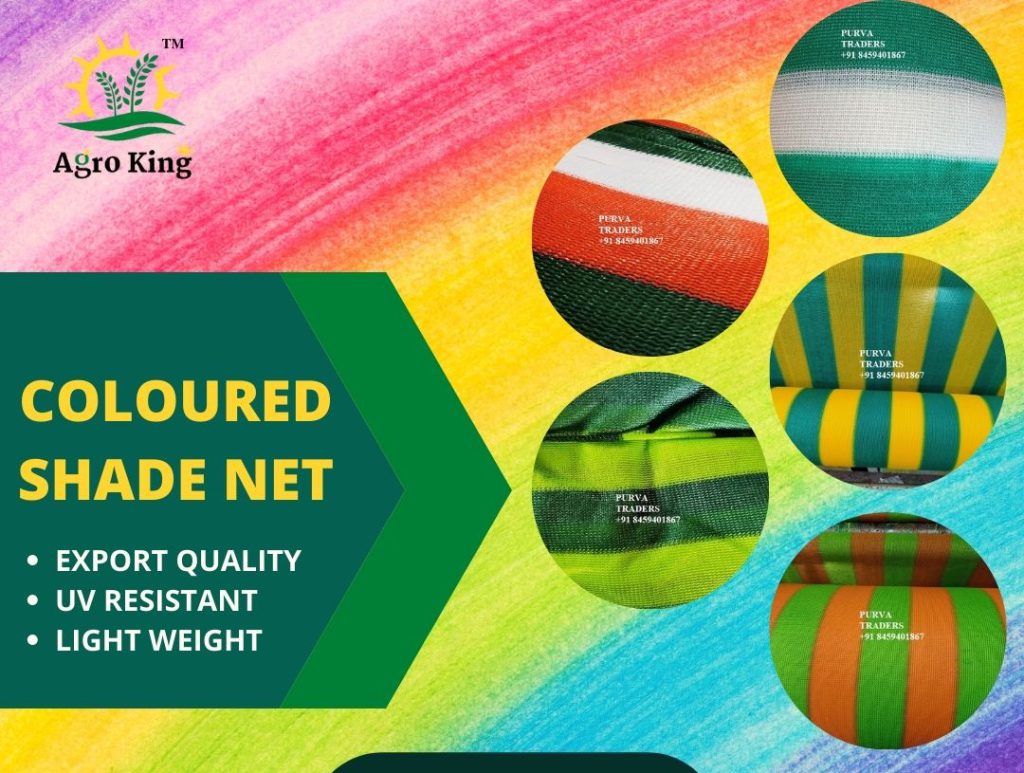 TM
Agro King
COLOURED
SHADE NET
• EXPORT QUALITY
• UV RESISTANT
• LIGHT WEIGHT
PURVA
TRADERS
+91 8459401867
PURVA
TRADERS
+91 8459401867
PURVA
TRADERS
+91 8459401867
PURVA
TRADERS
+91 8459401867
PURVA
TRADERS
+91 8459401867